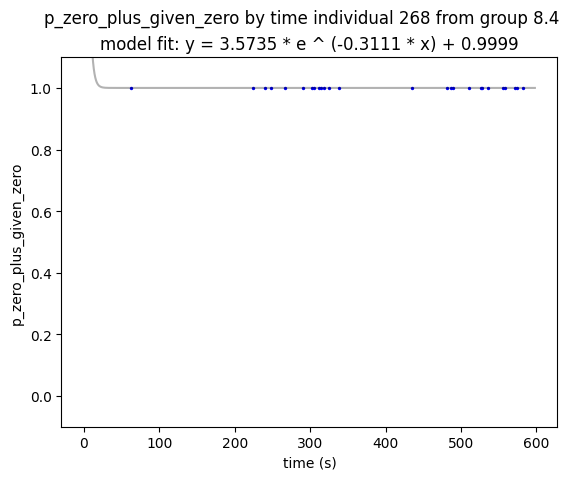 p_zero_plus_given_zero by time individual 268 from group 8.4
model fit: y = 3.5735 * e ^ (-0.3111 * x) + 0.9999
1.0
0.8
0.6
0.4
0.2
0.0
p_zero_plus_given_zero
0 100 200 300 400 500 600
time (s)